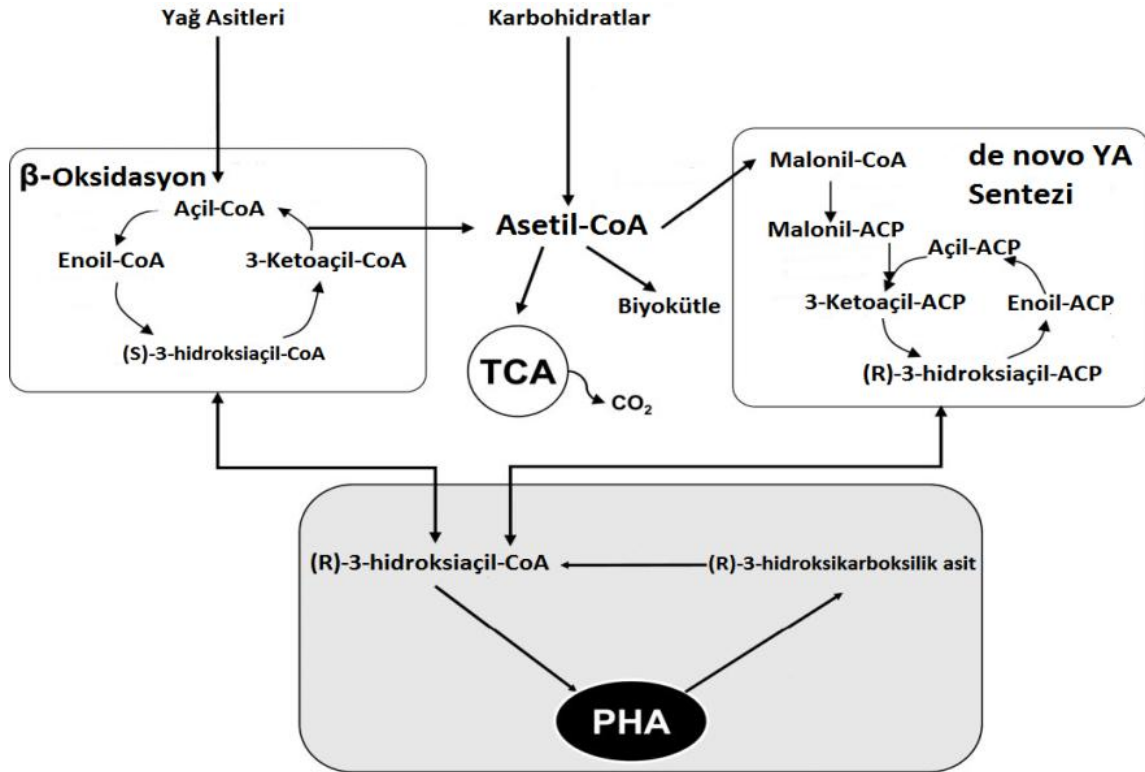 Yağ Asitleri
Karbohidratlar
β-Oksidasyon
Açil-CoA
Enoil-CoA
3-Ketoaçil-CoA
(S)-3-hidroksiaçil-CoA
Asetil-CoA
Biyokütle
TCA
CO₂
de novo YA
Sentezi
Malonil-CoA
Malonil-ACP
Açil-ACP
3-Ketoaçil-ACP
Enoil-ACP
(R)-3-hidroksiaçil-ACP
(R)-3-hidroksiaçil-CoA
(R)-3-hidroksikarboksilik asit
PHA